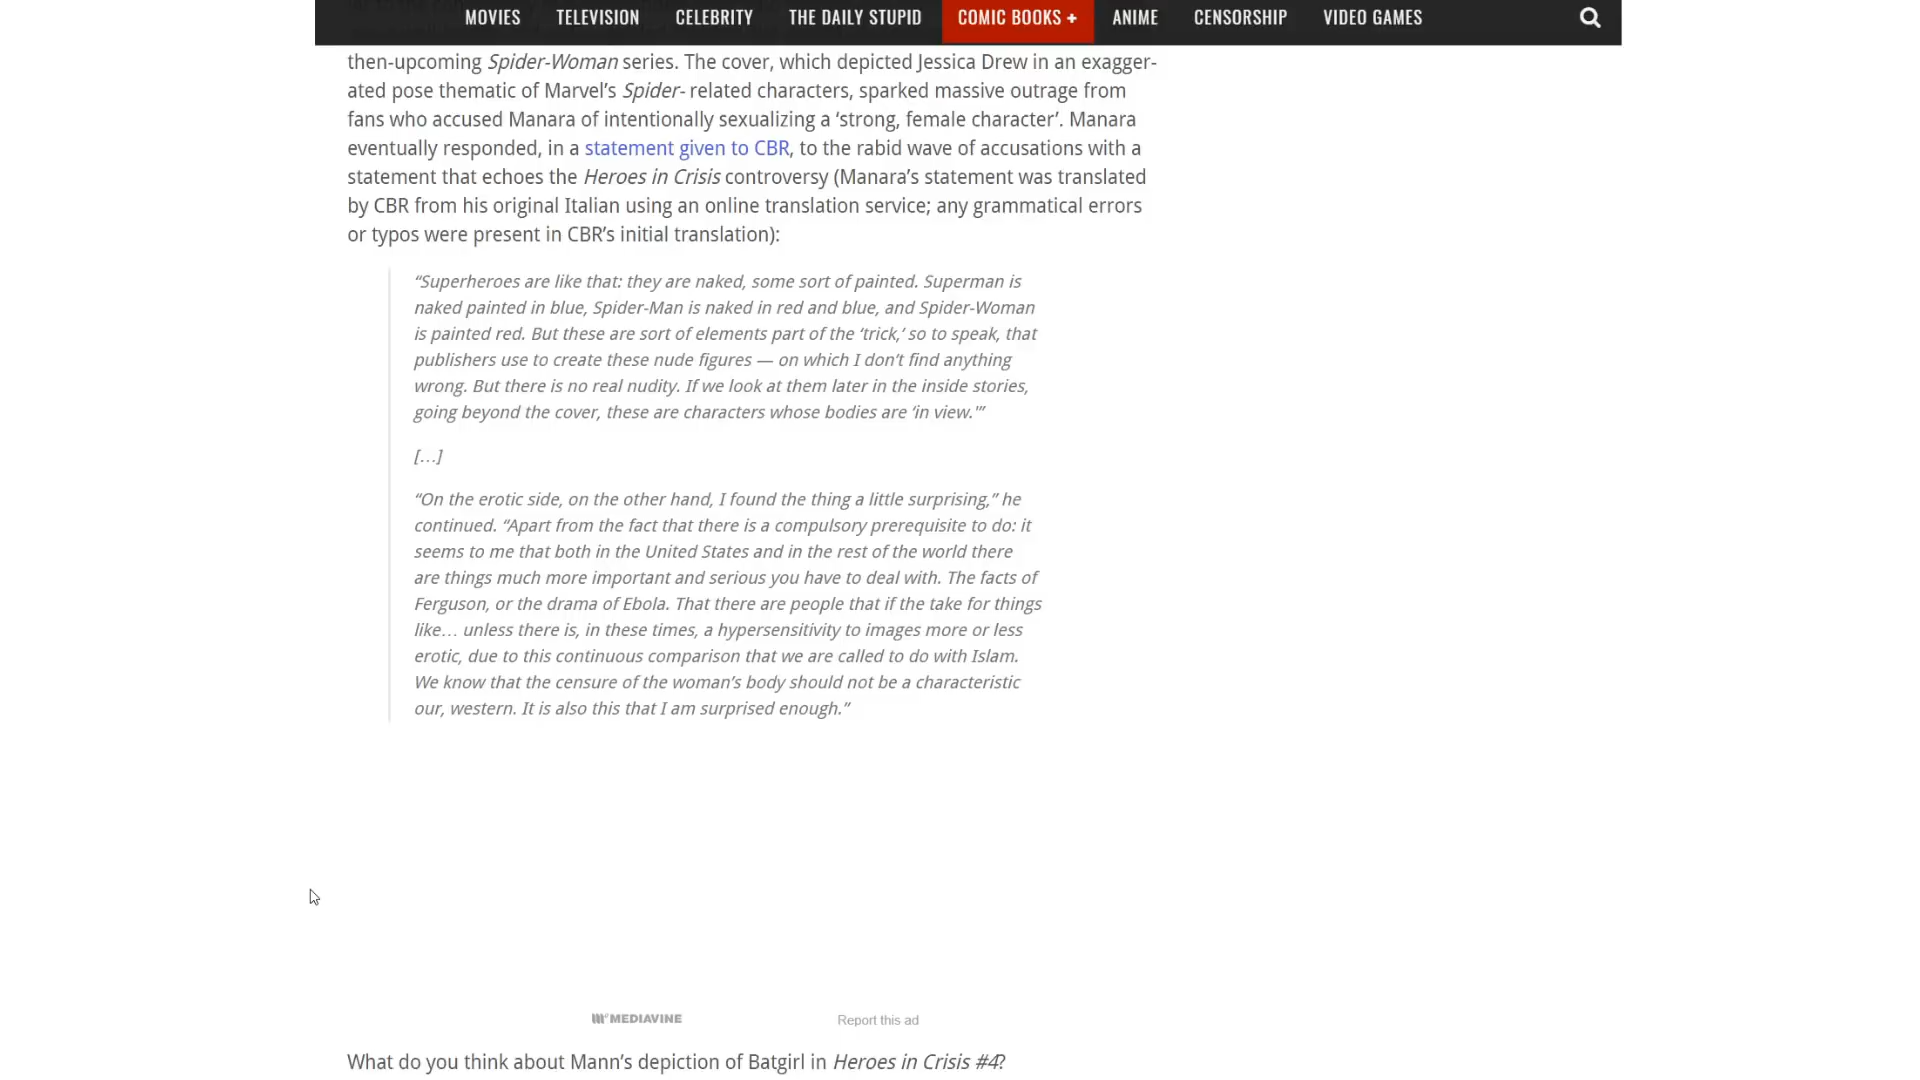 MOVIES TELEVISION CELEBRITY THE DAILY STUPID COMIC BOOKS + ANIME CENSORSHIP VIDEO GAMES
then-upcoming Spider-Woman series. The cover, which depicted Jessica Drew in an exagger-
ated pose thematic of Marvel’s Spider- related characters, sparked massive outrage from
fans who accused Manara of intentionally sexualizing a ‘strong, female character’. Manara
eventually responded, in a statement given to CBR, to the rabid wave of accusations with a
statement that echoes the Heroes in Crisis controversy (Manara’s statement was translated
by CBR from his original Italian using an online translation service; any grammatical errors
or typos were present in CBR’s initial translation):
“Superheroes are like that: they are naked, some sort of painted. Superman is
naked painted in blue, Spider-Man is naked in red and blue, and Spider-Woman
is painted red. But these are sort of elements part of the ‘trick,’ so to speak, that
publishers use to create these nude figures — on which I don’t find anything
wrong. But there is no real nudity. If we look at them later in the inside stories,
going beyond the cover, these are characters whose bodies are ‘in view.'”
[…]
“On the erotic side, on the other hand, I found the thing a little surprising,” he
continued. “Apart from the fact that there is a compulsory prerequisite to do: it
seems to me that both in the United States and in the rest of the world there
are things much more important and serious you have to deal with. The facts of
Ferguson, or the drama of Ebola. That there are people that if the take for things
like… unless there is, in these times, a hypersensitivity to images more or less
erotic, due to this continuous comparison that we are called to do with Islam.
We know that the censure of the woman’s body should not be a characteristic
our, western. It is also this that I am surprised enough.”
MEDIAVINE Report this ad
What do you think about Mann’s depiction of Batgirl in Heroes in Crisis #4?